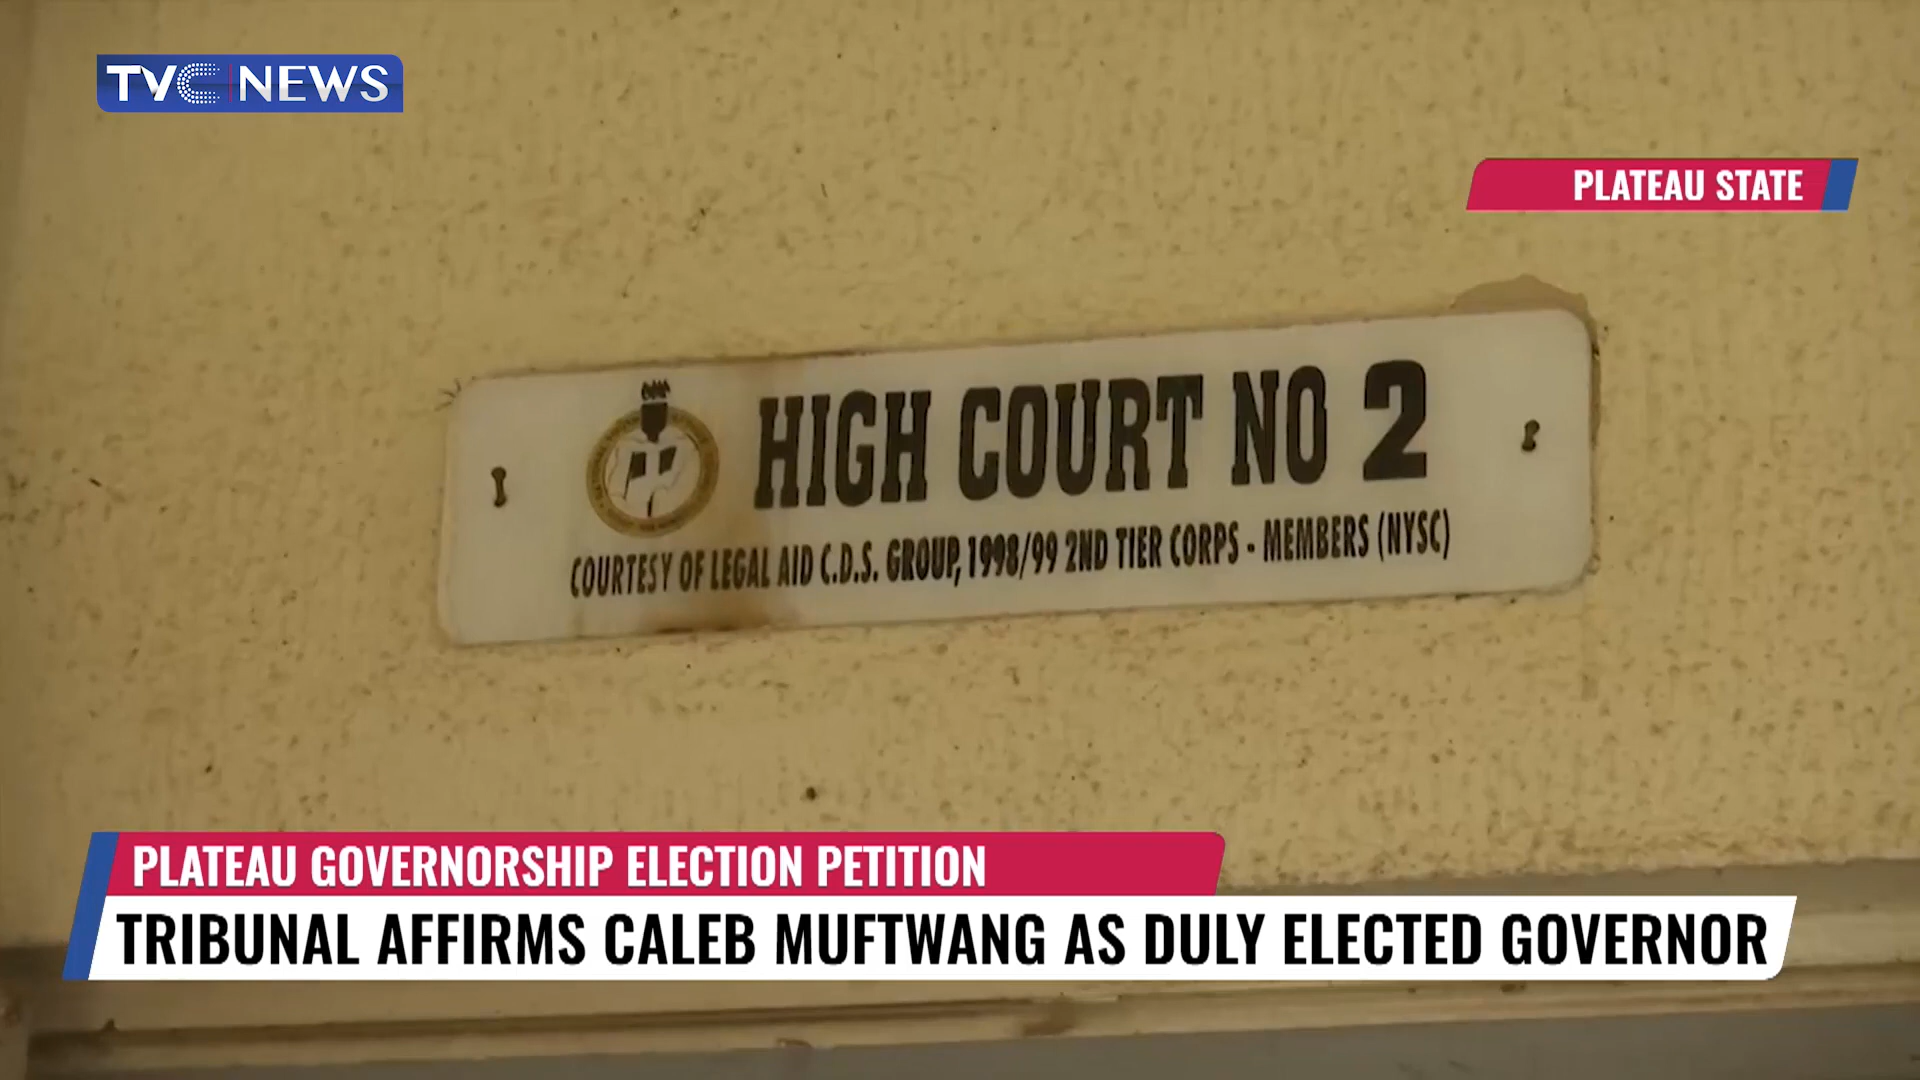 TVC NEWS
PLATEAU STATE
HIGH COURT NO 2
COURTESY OF LEGAL AID C.D.S. GROUP, 1998/99 2ND TIER CORPS - MEMBERS (NYSC)
PLATEAU GOVERNORSHIP ELECTION PETITION
TRIBUNAL AFFIRMS CALEB MUFTWANG AS DULY ELECTED GOVERNOR